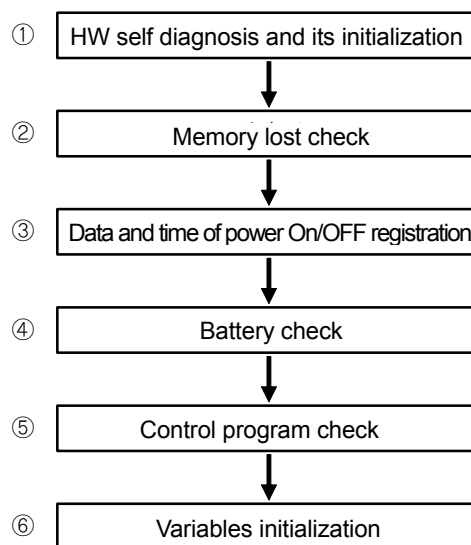 ① HW self diagnosis and its initialization
② Memory lost check
③ Data and time of power On/OFF registration
④ Battery check
⑤ Control program check
⑥ Variables initialization